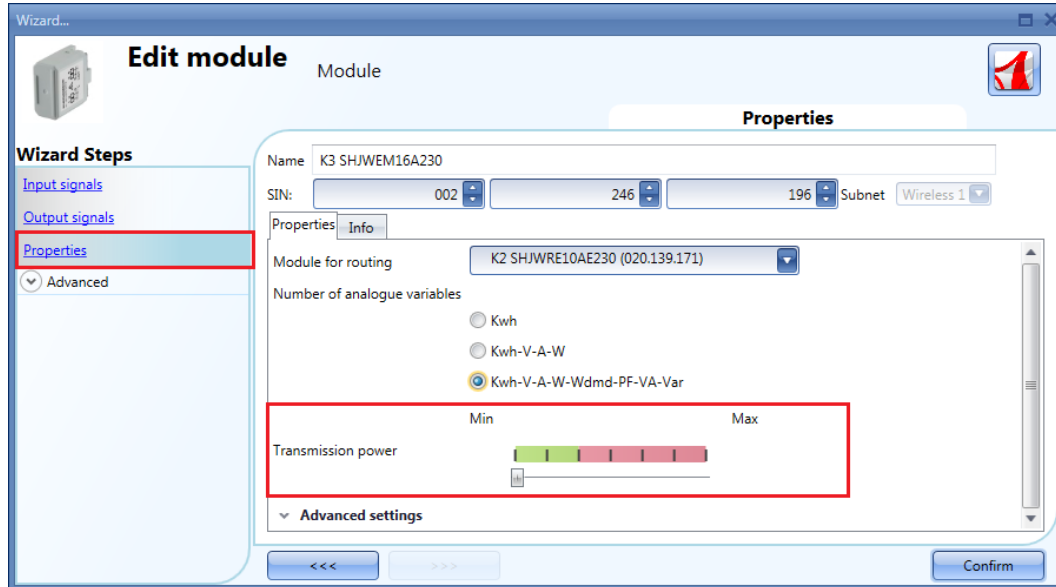 Wizard...
Edit module
Module
Properties
Wizard Steps
Input signals
Output signals
Properties
Advanced
Name K3 SHJWEM16A230
SIN: 002 246 196 Subnet Wireless 1
Properties Info
Module for routing K2 SHJWRE10AE230 (020.139.171)
Number of analogue variables
Kwh
Kwh-V-A-W
Kwh-V-A-W-Wdmd-PF-VA-Var
Min Max
Transmission power
Advanced settings
<<< >>> Confirm